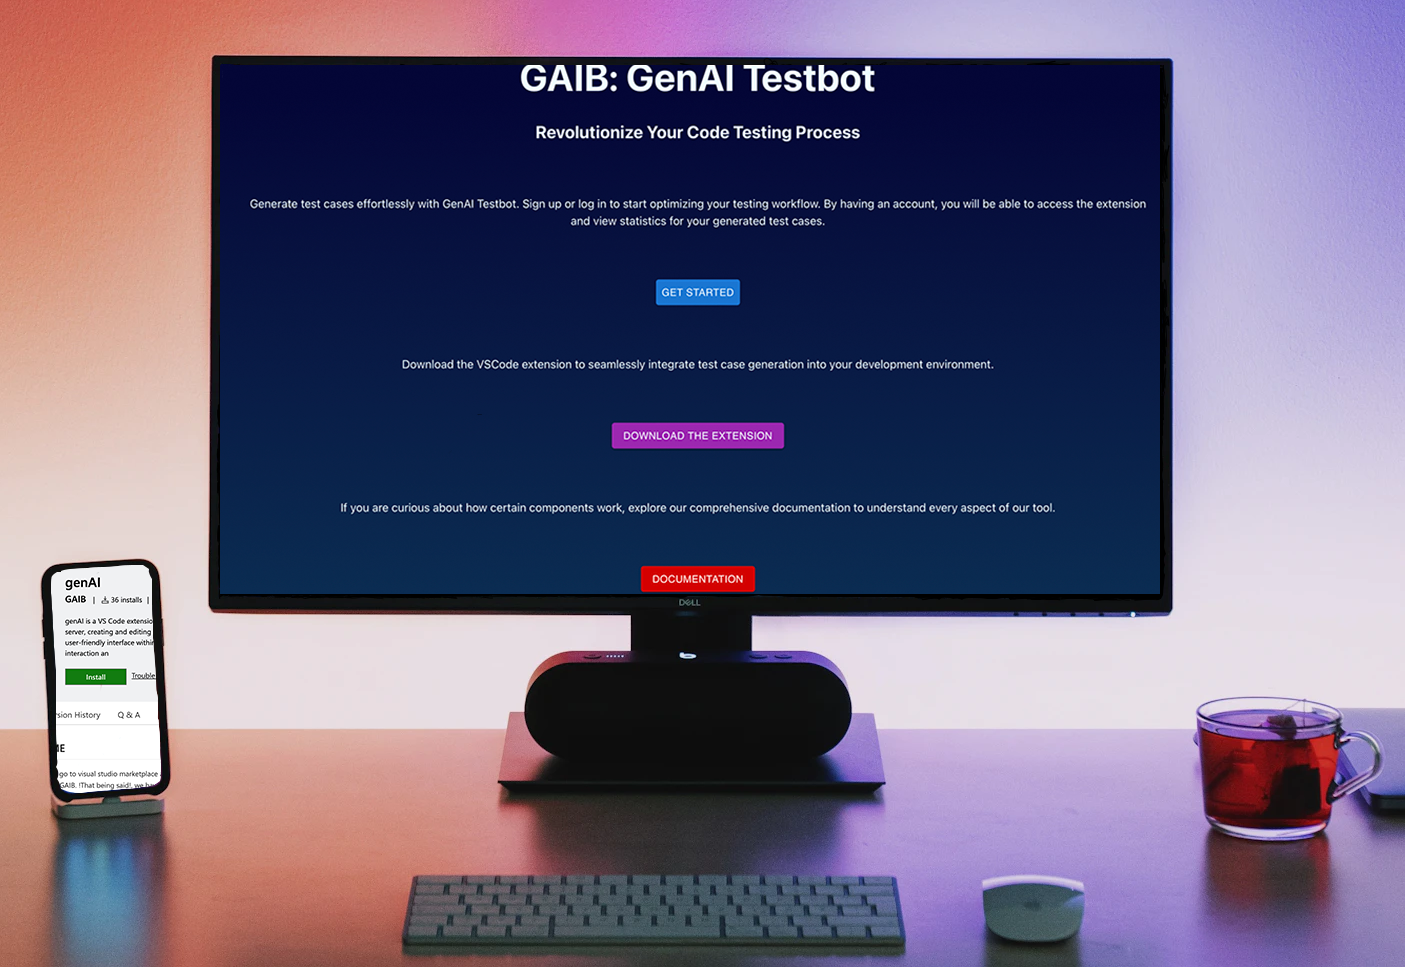 GAIB: GenAI Testbot
Revolutionize Your Code Testing Process
Generate test cases effortlessly with GenAI Testbot. Sign up or log in to start optimizing your testing workflow. By having an account, you will be able to access the extension
and view statistics for your generated test cases.
GET STARTED
Download the VSCode extension to seamlessly integrate test case generation into your development environment.
DOWNLOAD THE EXTENSION
If you are curious about how certain components work, explore our comprehensive documentation to understand every aspect of our tool.
DOCUMENTATION
DELL
genAI
GAIB | 36 installs |
genAI is a VS Code extensio
server, creating and editing
user-friendly interface within
interaction an
Install Trouble
rsion History Q & A
ME
go to visual studio marketplace
GAIB. !That being said!, we ha